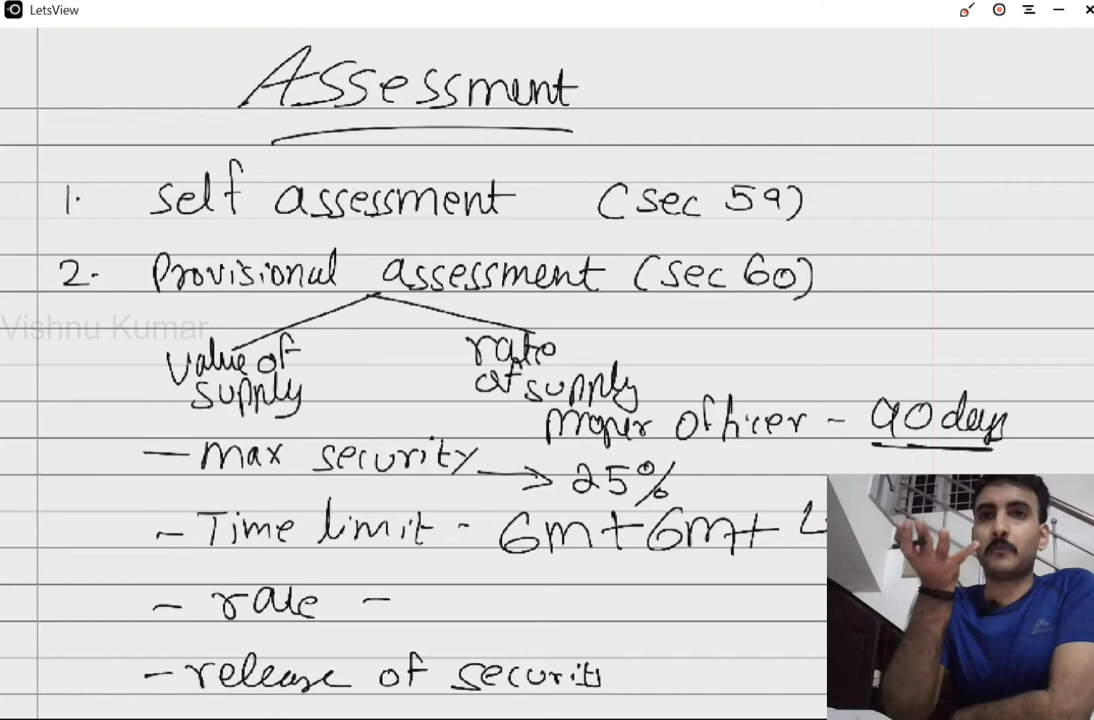 LetsView
Assessment
1. self assessment (sec 59)
2. Provisional assessment (sec 60)
Vishnu Kumar
value of supply
rate of supply
proper officer - 90 days
- max security → 25%
- Time limit - 6m+6m+
- rate -
- release of securiti